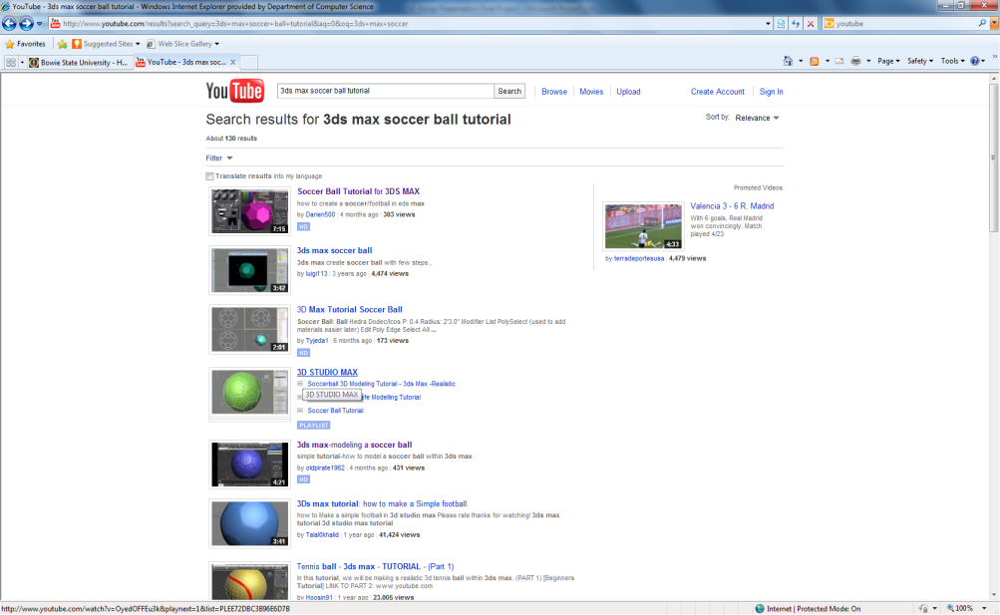 YouTube - 3ds max soccer ball tutorial - Windows Internet Explorer provided by Department of Computer Science
http://www.youtube.com/results?search_query=3ds+max+soccer+ball+tutorial&aq=0&oq=3ds+max+soccer
youtube
Favorites Suggested Sites Web Slice Gallery
Bowie State University - H... YouTube - 3ds max soc... X
Page Safety Tools
YouTube
3ds max soccer ball tutorial Search Browse Movies Upload Create Account Sign In
Search results for 3ds max soccer ball tutorial
Sort by: Relevance
About 130 results
Filter
Translate results into my language
Soccer Ball Tutorial for 3DS MAX
how to create a soccer/football in eds max
by Darien500 4 months ago 303 views
HD
7:15
3ds max soccer ball
3ds max create soccer ball with few steps ,
by luigi113 3 years ago 4,474 views
3:42
3D Max Tutorial Soccer Ball
Soccer Ball: Ball Hedra Dodec/Icos P: 0.4 Radius: 2'3.0" Modifier List PolySelect (used to add
materials easier later) Edit Poly Edge Select All ...
by Tyjeda1 6 months ago 173 views
HD
2:01
3D STUDIO MAX
Soccerball 3D Modeling Tutorial - 3ds Max -Realistic
3D STUDIO MAX ife Modelling Tutorial
Soccer Ball Tutorial
PLAYLIST
3ds max-modeling a soccer ball
simple tutorial-how to model a soccer ball within 3ds max
by oldpirate1962 4 months ago 431 views
HD
4:21
3Ds max tutorial: how to make a Simple football.
how to Make a simple football in 3d studio max Please rate thanks for watching! 3ds max
tutorial 3d studio max tutorial
by Talal0khalid 1 year ago 41,424 views
3:41
Tennis ball - 3ds max - TUTORIAL - (Part 1)
In this tutorial, we will be making a realistic 3d tennis ball within 3ds max. (PART 1) [Beginners
Tutorial] LINK TO PART 2: www.youtube.com
by Hoosin91 1 year ago 23,005 views
Promoted Videos
Valencia 3 - 6 R. Madrid
With 6 goals, Real Madrid
won convincingly. Match
played 4/23
4:33
by terradeportesusa 4,479 views
http://www.youtube.com/watch?v=OyedOFFEu3k&playnext=1&list=PLEE72DBC3B96E6D7B
Internet | Protected Mode: On 100%